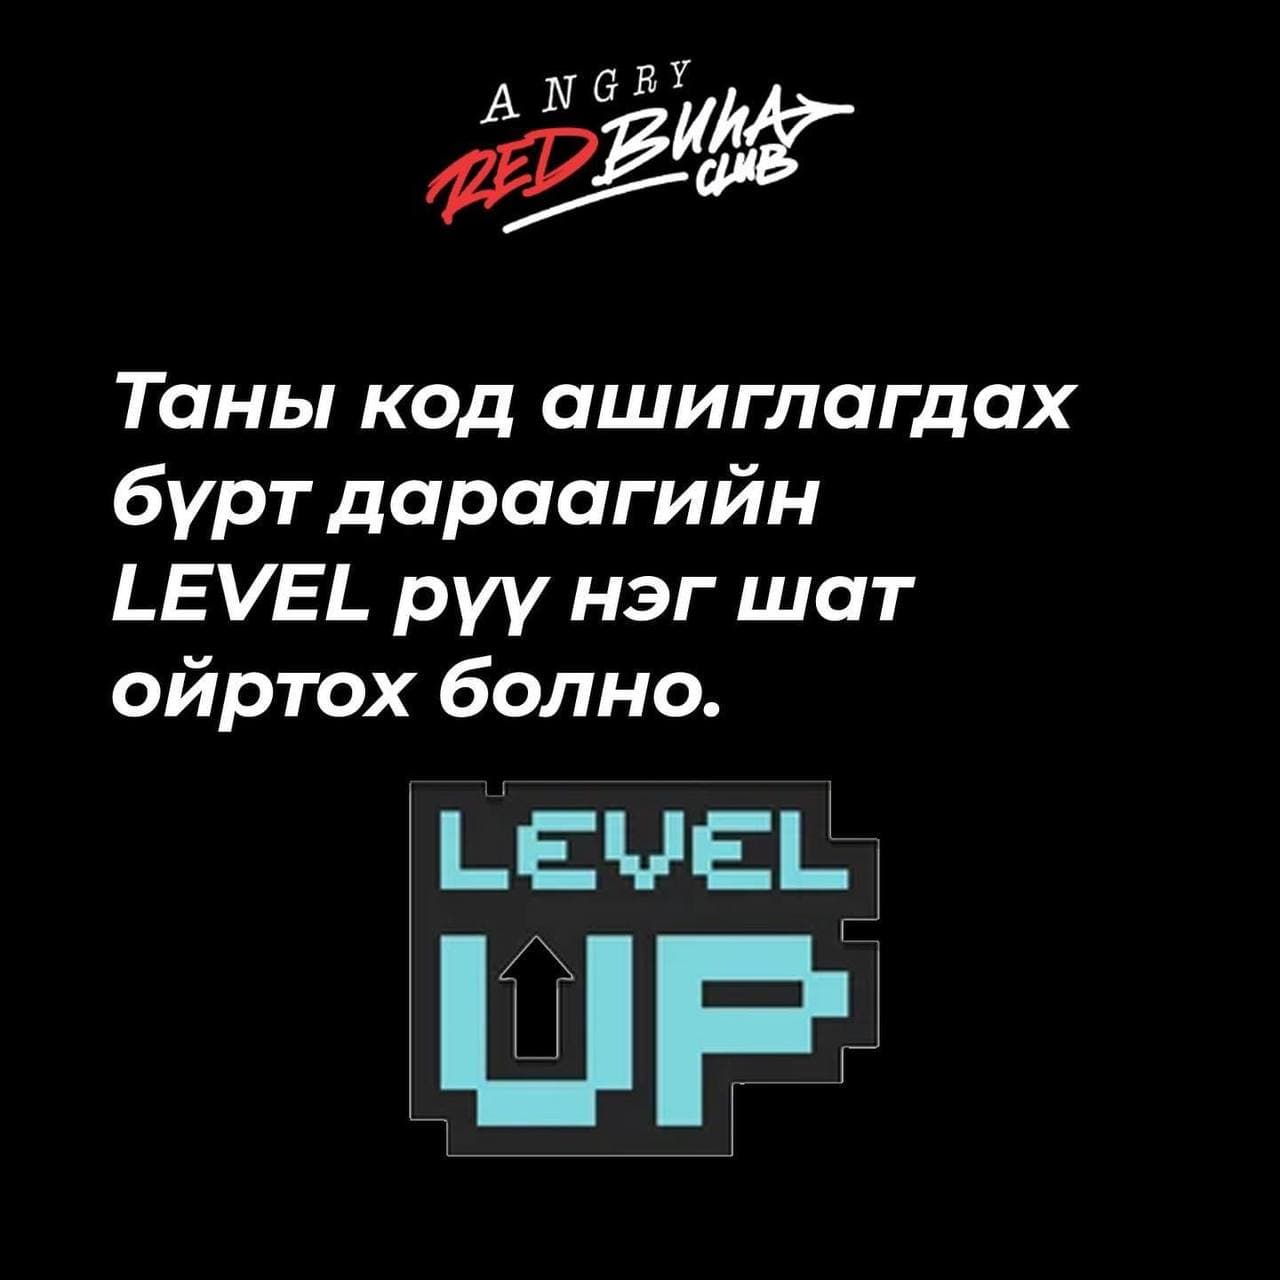 ANGRY
RED BUHA
CLUB
Таны код ашиглагдах
бүрт дараагийн
LEVEL рүү нэг шат
ойртох болно.
LEVEL
UP